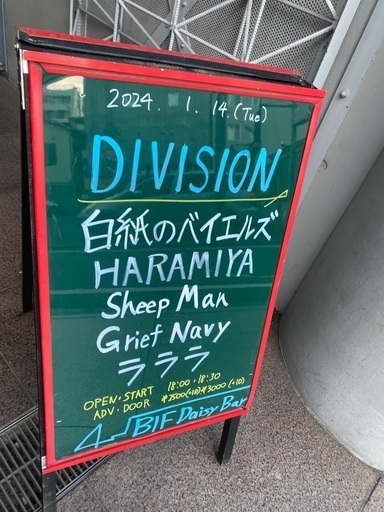 2024. 1. 14. (Tue)
DIVISION
白紙のベイエルズ
HARAMIYA
Sheep Man
Grief Navy
ラララ
OPEN・START 18:00・18:30
ADV・DOOR ¥2500(+1D)¥3000(+1D)
B1F Daisy Bar